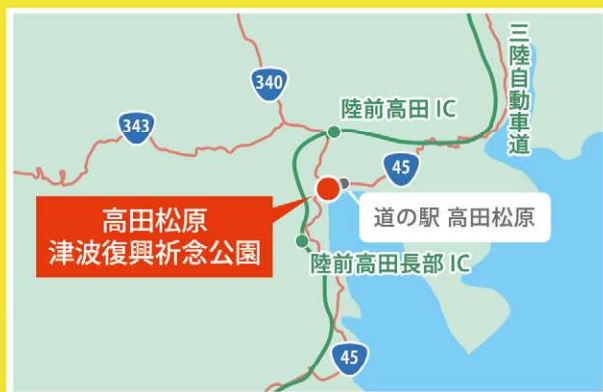 三陸自動車道
340
陸前高田 IC
343
45
高田松原
津波復興祈念公園
道の駅 高田松原
陸前高田長部 IC
45